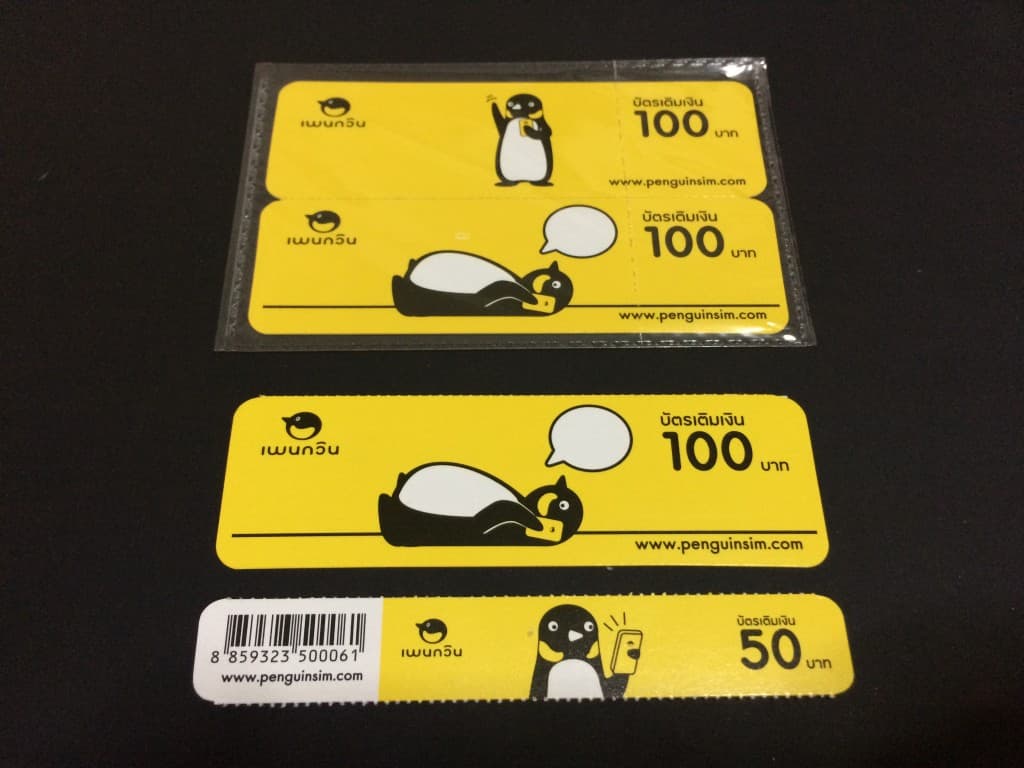 เพนกวิน
บัตรเติมเงิน
100 บาท
www.penguinsim.com
เพนกวิน
บัตรเติมเงิน
100 บาท
www.penguinsim.com
เพนกวิน
บัตรเติมเงิน
100 บาท
www.penguinsim.com
8 859323 500061
www.penguinsim.com
เพนกวิน
บัตรเติมเงิน
50 บาท